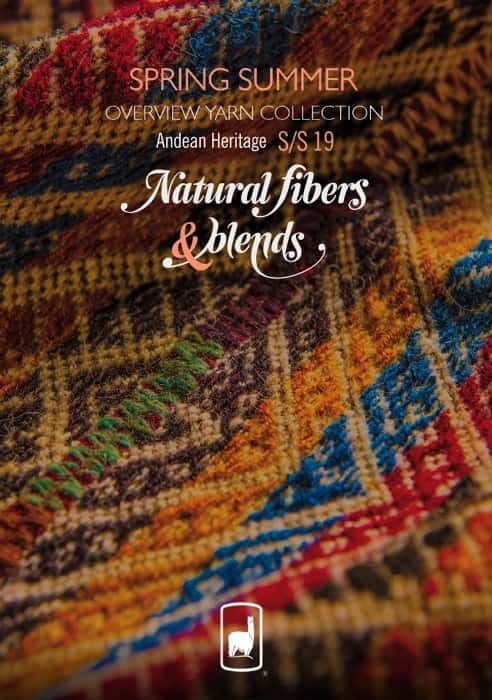 SPRING SUMMER
OVERVIEW YARN COLLECTION
Andean Heritage S/S 19
Natural fibers
& blends
®